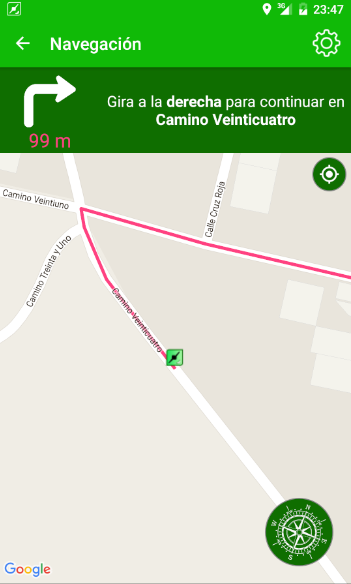 3G
23:47
Navegación
Gira a la derecha para continuar en
Camino Veinticuatro
99 m
Camino Veintiuno
Calle Cruz Roja
Camino Treinta y Uno
Camino Veinticuatro
N
W
E
S
Google